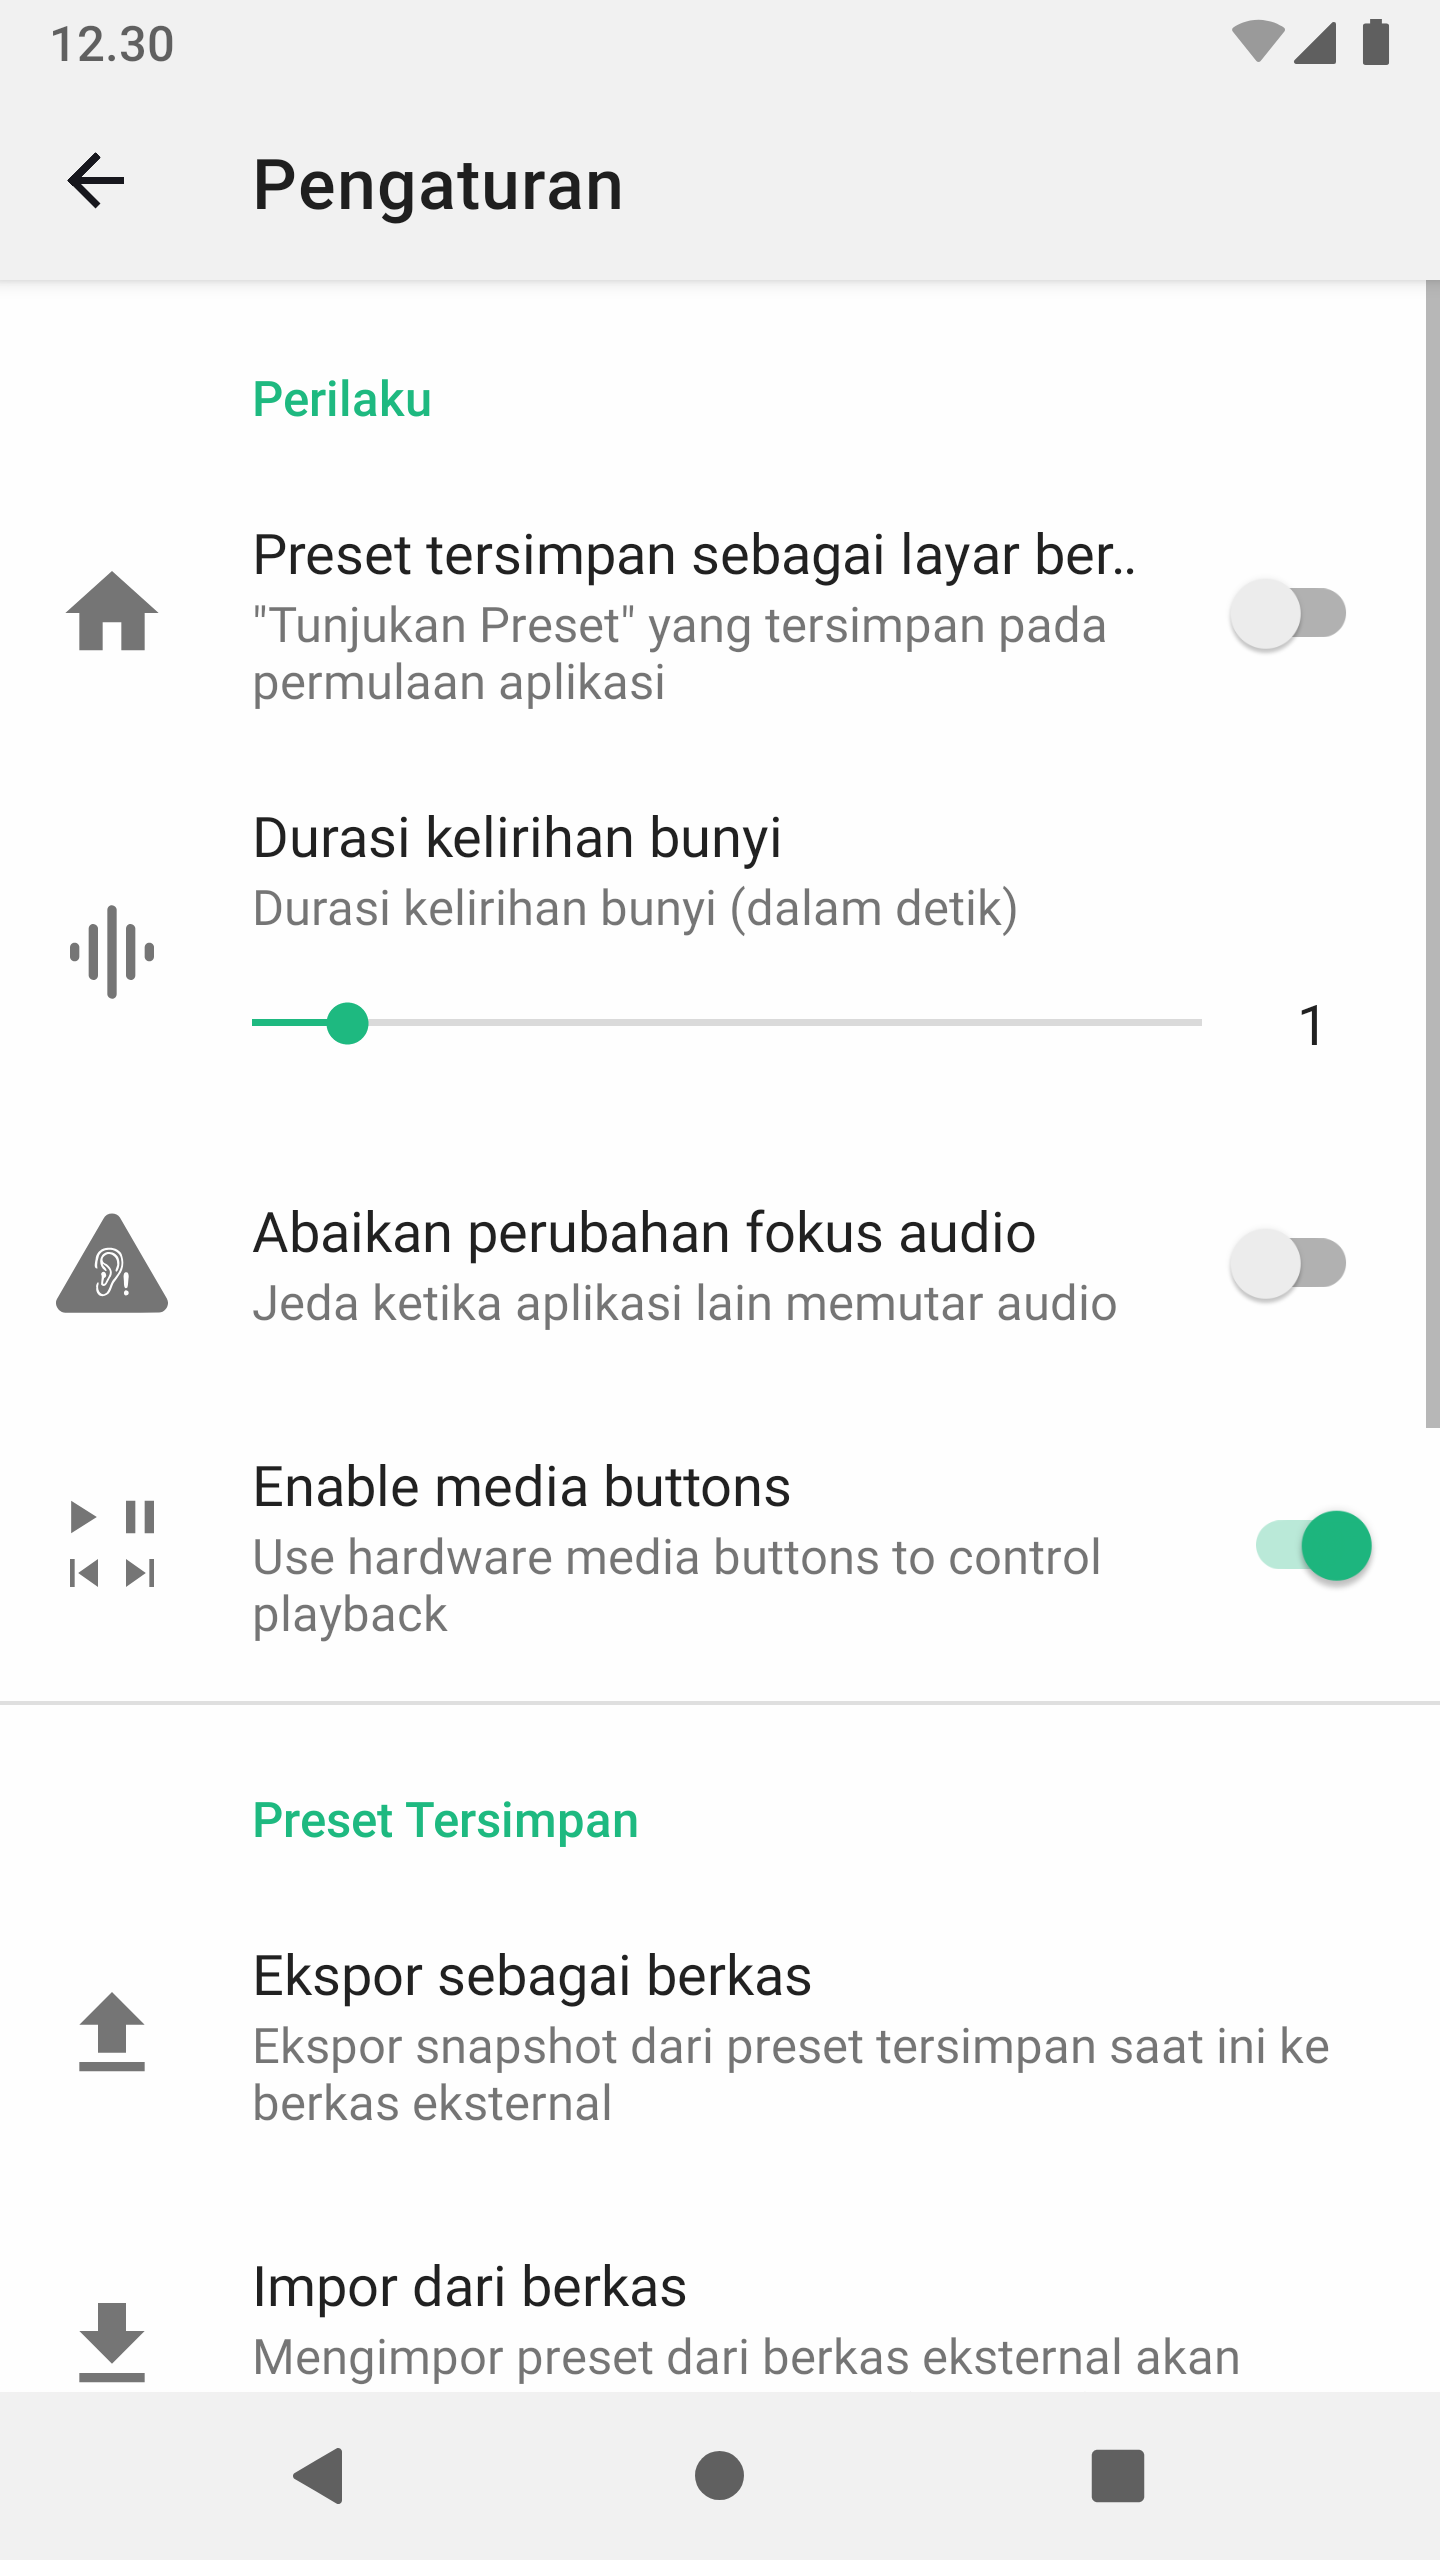 12.30
Pengaturan
Perilaku
Preset tersimpan sebagai layar ber..
"Tunjukan Preset" yang tersimpan pada
permulaan aplikasi
Durasi kelirihan bunyi
Durasi kelirihan bunyi (dalam detik)
1
Abaikan perubahan fokus audio
Jeda ketika aplikasi lain memutar audio
Enable media buttons
Use hardware media buttons to control
playback
Preset Tersimpan
Ekspor sebagai berkas
Ekspor snapshot dari preset tersimpan saat ini ke
berkas eksternal
Impor dari berkas
Mengimpor preset dari berkas eksternal akan